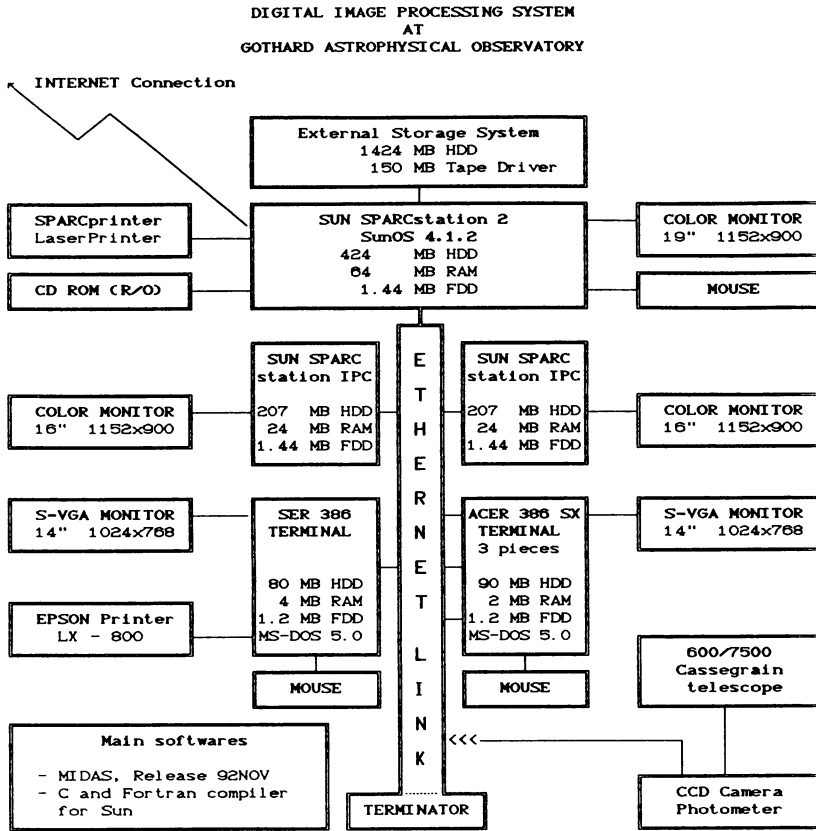 DIGITAL IMAGE PROCESSING SYSTEM
AT
GOTHARD ASTROPHYSICAL OBSERVATORY
INTERNET Connection
External Storage System
1424 MB HDD
150 MB Tape Driver
SPARCprinter
LaserPrinter
CD ROM (R/O)
SUN SPARCstation 2
SunOS 4.1.2
424 MB HDD
64 MB RAM
1.44 MB FDD
COLOR MONITOR
19" 1152x900
MOUSE
ETHERNET LINK
SUN SPARC
station IPC
207 MB HDD
24 MB RAM
1.44 MB FDD
SUN SPARC
station IPC
207 MB HDD
24 MB RAM
1.44 MB FDD
COLOR MONITOR
16" 1152x900
COLOR MONITOR
16" 1152x900
S-VGA MONITOR
14" 1024x768
SER 386
TERMINAL
80 MB HDD
4 MB RAM
1.2 MB FDD
MS-DOS 5.0
ACER 386 SX
TERMINAL
3 pieces
90 MB HDD
2 MB RAM
1.2 MB FDD
MS-DOS 5.0
S-VGA MONITOR
14" 1024x768
EPSON Printer
LX - 800
MOUSE
MOUSE
600/7500
Cassegrain
telescope
Main softwares
- MIDAS, Release 92NOV
- C and Fortran compiler
for Sun
<<<
TERMINATOR
CCD Camera
Photometer